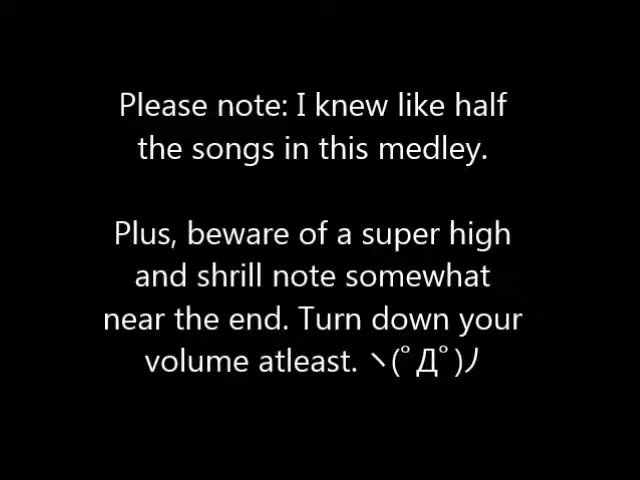 Please note: I knew like half
the songs in this medley.
Plus, beware of a super high
and shrill note somewhat
near the end. Turn down your
volume atleast. ヽ(ﾟДﾟ)ﾉ